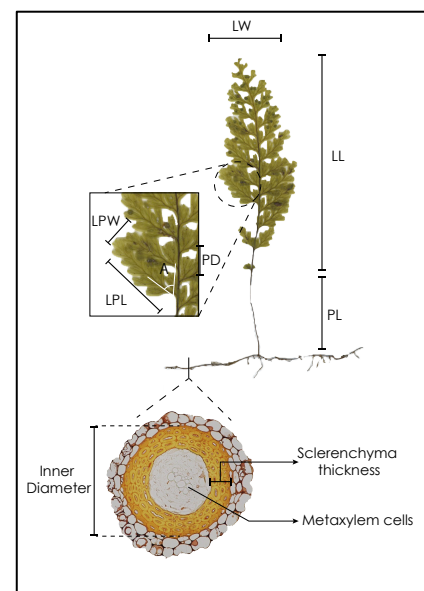 LW
LL
LPW
A
PD
LPL
PL
Inner
Diameter
Sclerenchyma
thickness
Metaxylem cells